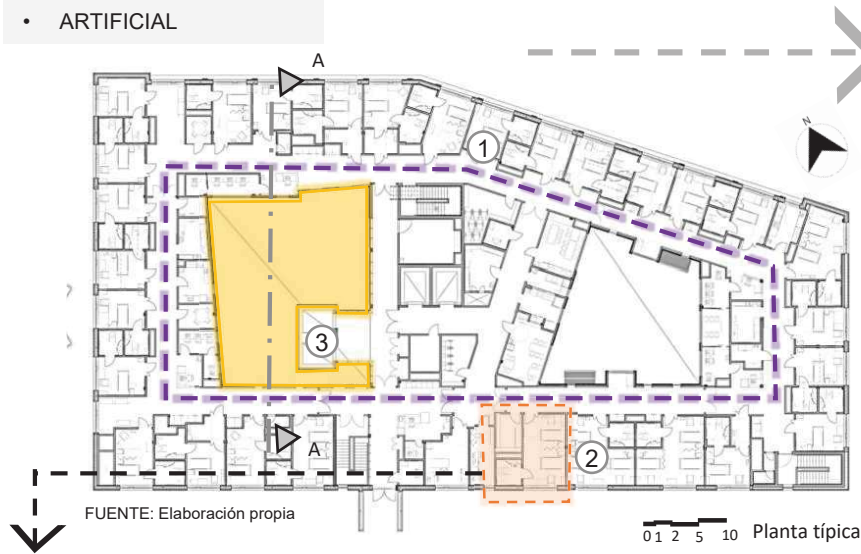 • ARTIFICIAL
A
N
1
3
A
2
FUENTE: Elaboración propia
0 1 2 5 10 Planta típica